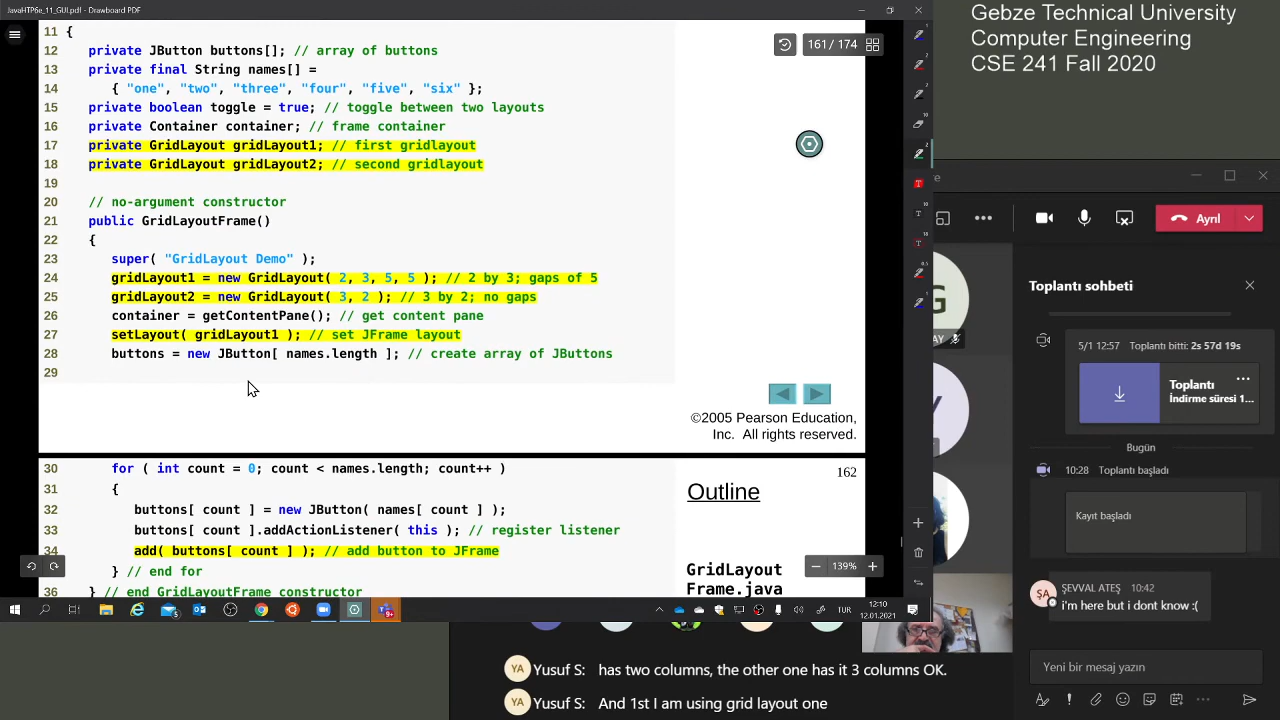 JavaHTP6e_11_GUI.pdf - Drawboard PDF
161 / 174
11 {
12 private JButton buttons[]; // array of buttons
13 private final String names[] =
14 { "one", "two", "three", "four", "five", "six" };
15 private boolean toggle = true; // toggle between two layouts
16 private Container container; // frame container
17 private GridLayout gridLayout1; // first gridlayout
18 private GridLayout gridLayout2; // second gridlayout
19
20 // no-argument constructor
21 public GridLayoutFrame()
22 {
23 super( "GridLayout Demo" );
24 gridLayout1 = new GridLayout( 2, 3, 5, 5 ); // 2 by 3; gaps of 5
25 gridLayout2 = new GridLayout( 3, 2 ); // 3 by 2; no gaps
26 container = getContentPane(); // get content pane
27 setLayout( gridLayout1 ); // set JFrame layout
28 buttons = new JButton[ names.length ]; // create array of JButtons
29
©2005 Pearson Education,
Inc. All rights reserved.
30 for ( int count = 0; count < names.length; count++ )
31 {
32 buttons[ count ] = new JButton( names[ count ] );
33 buttons[ count ].addActionListener( this ); // register listener
34 add( buttons[ count ] ); // add button to JFrame
35 } // end for
36 } // end GridLayoutFrame constructor
162
Outline
GridLayout
Frame.java
139%
TUR
12:10
12.01.2021
Gebze Technical University
Computer Engineering
CSE 241 Fall 2020
Ayrıl
Toplantı sohbeti
5/1 12:57 Toplantı bitti: 2s 57d 19s
Toplantı
İndirme süresi 1...
Bugün
10:28 Toplantı başladı
Kayıt başladı
ŞA
ŞEVVAL ATEŞ 10:42
i'm here but i dont know :(
Yeni bir mesaj yazın
G
AY
Y
YA Yusuf S: has two columns, the other one has it 3 columns OK.
YA Yusuf S: And 1st I am using grid layout one